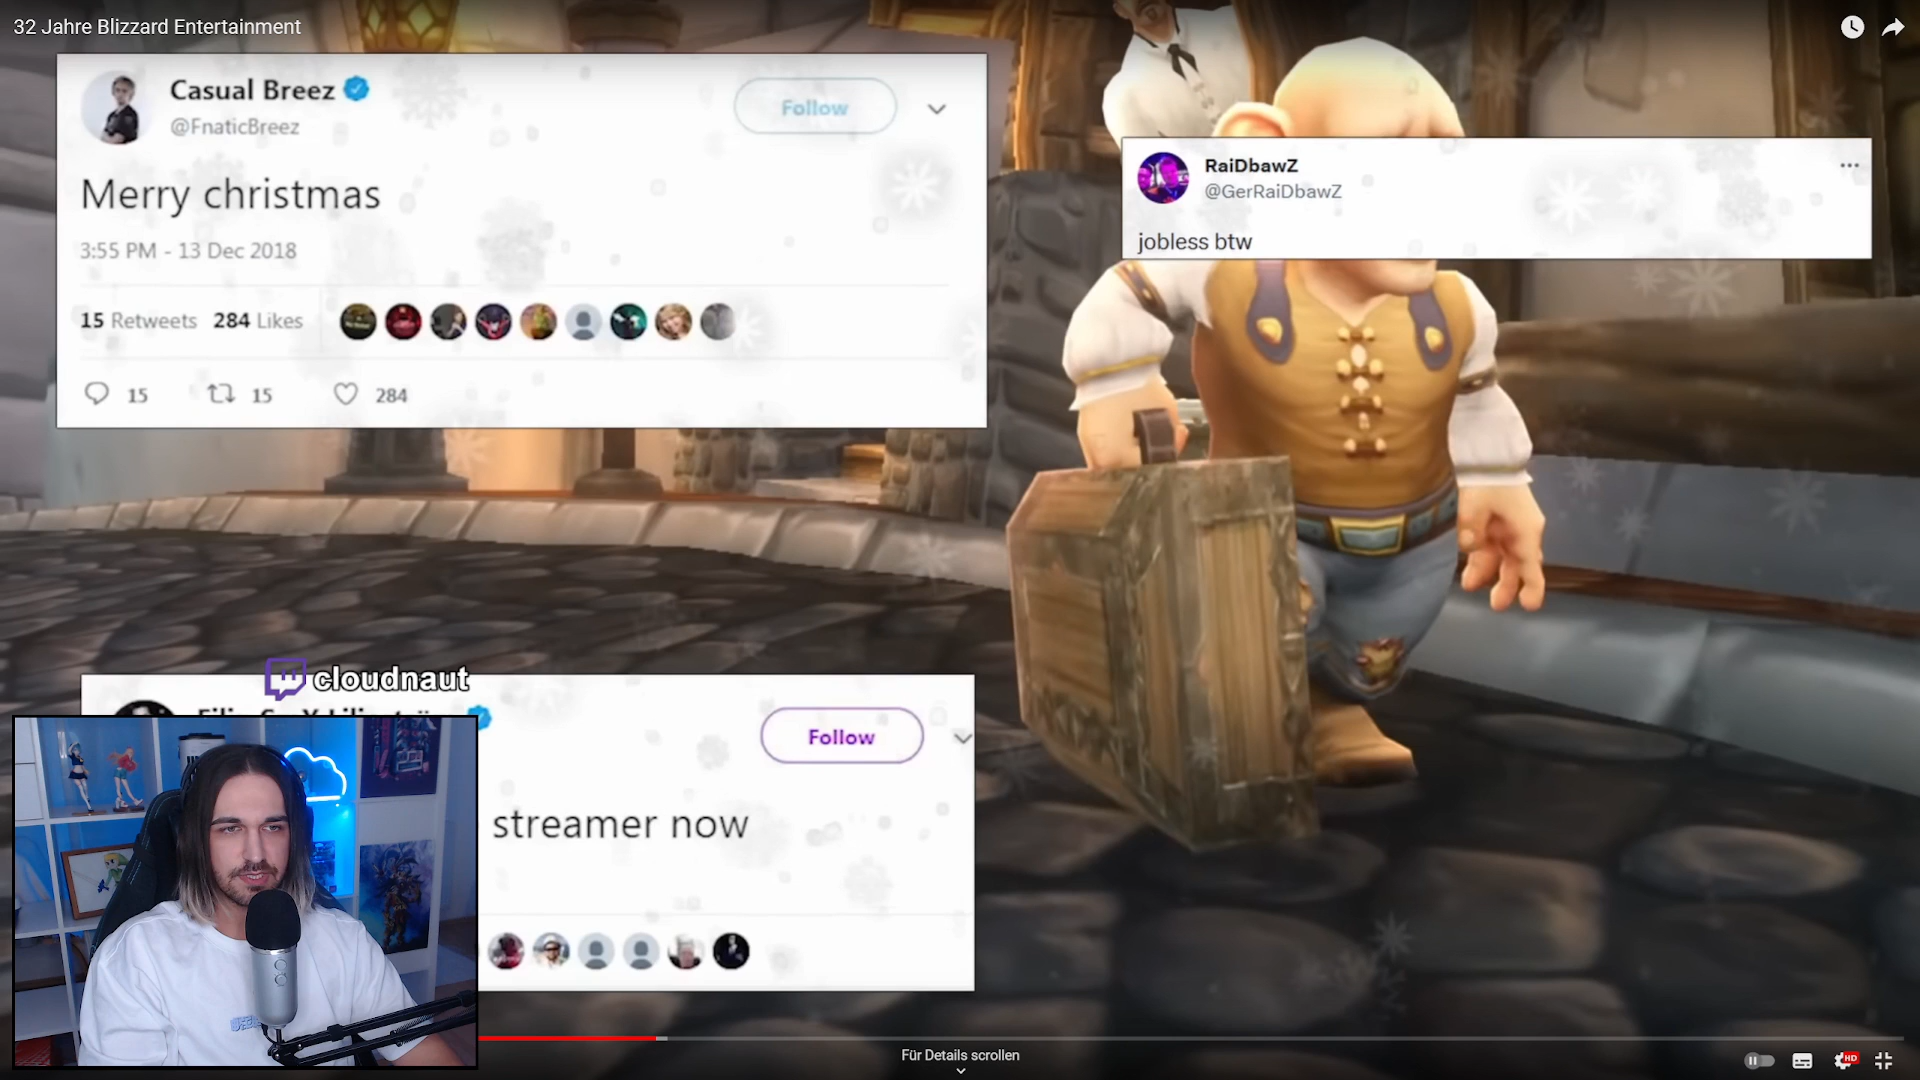 32 Jahre Blizzard Entertainment
Casual Breez
@FnaticBreez
Follow
Merry christmas
3:55 PM - 13 Dec 2018
15 Retweets 284 Likes
15 15 284
RaiDbawZ
@GerRaiDbawZ
jobless btw
cloudnaut
Follow
streamer now
Für Details scrollen
HD